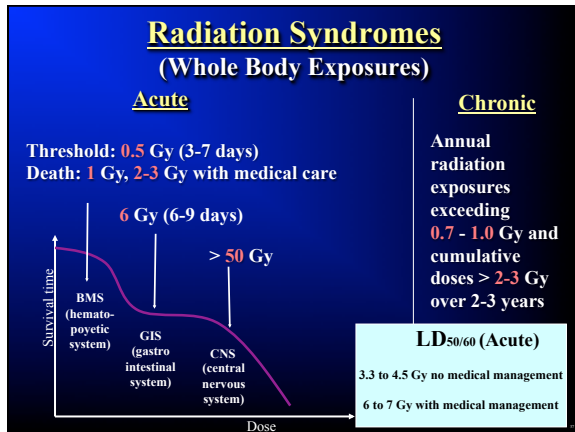 Radiation Syndromes
(Whole Body Exposures)
Acute
Threshold: 0.5 Gy (3-7 days)
Death: 1 Gy, 2-3 Gy with medical care
6 Gy (6-9 days)
> 50 Gy
Survival time
BMS
(hemato-
poyetic
system)
GIS
(gastro
intestinal
system)
CNS
(central
nervous
system)
Dose
Chronic
Annual
radiation
exposures
exceeding
0.7 - 1.0 Gy and
cumulative
doses > 2-3 Gy
over 2-3 years
LD50/60 (Acute)
3.3 to 4.5 Gy no medical management
6 to 7 Gy with medical management